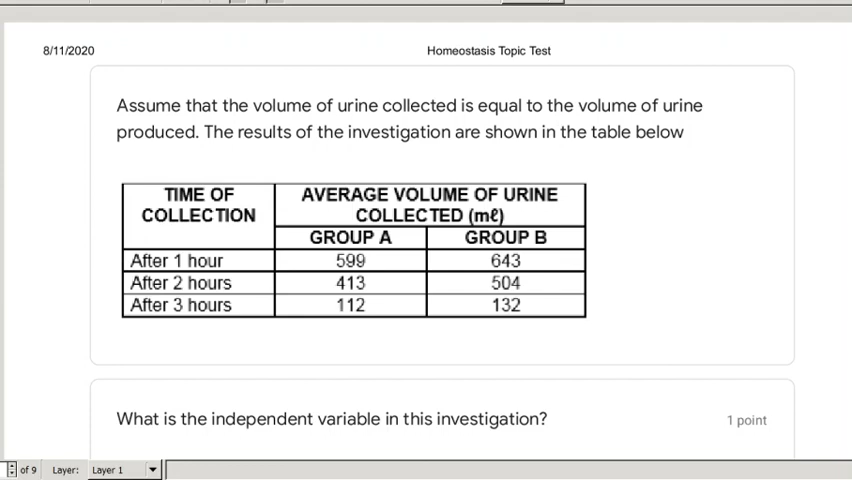 8/11/2020 Homeostasis Topic Test
Assume that the volume of urine collected is equal to the volume of urine
produced. The results of the investigation are shown in the table below
TIME OF COLLECTION AVERAGE VOLUME OF URINE COLLECTED (mℓ)
GROUP A GROUP B
After 1 hour 599 643
After 2 hours 413 504
After 3 hours 112 132
What is the independent variable in this investigation? 1 point
of 9 Layer: Layer 1